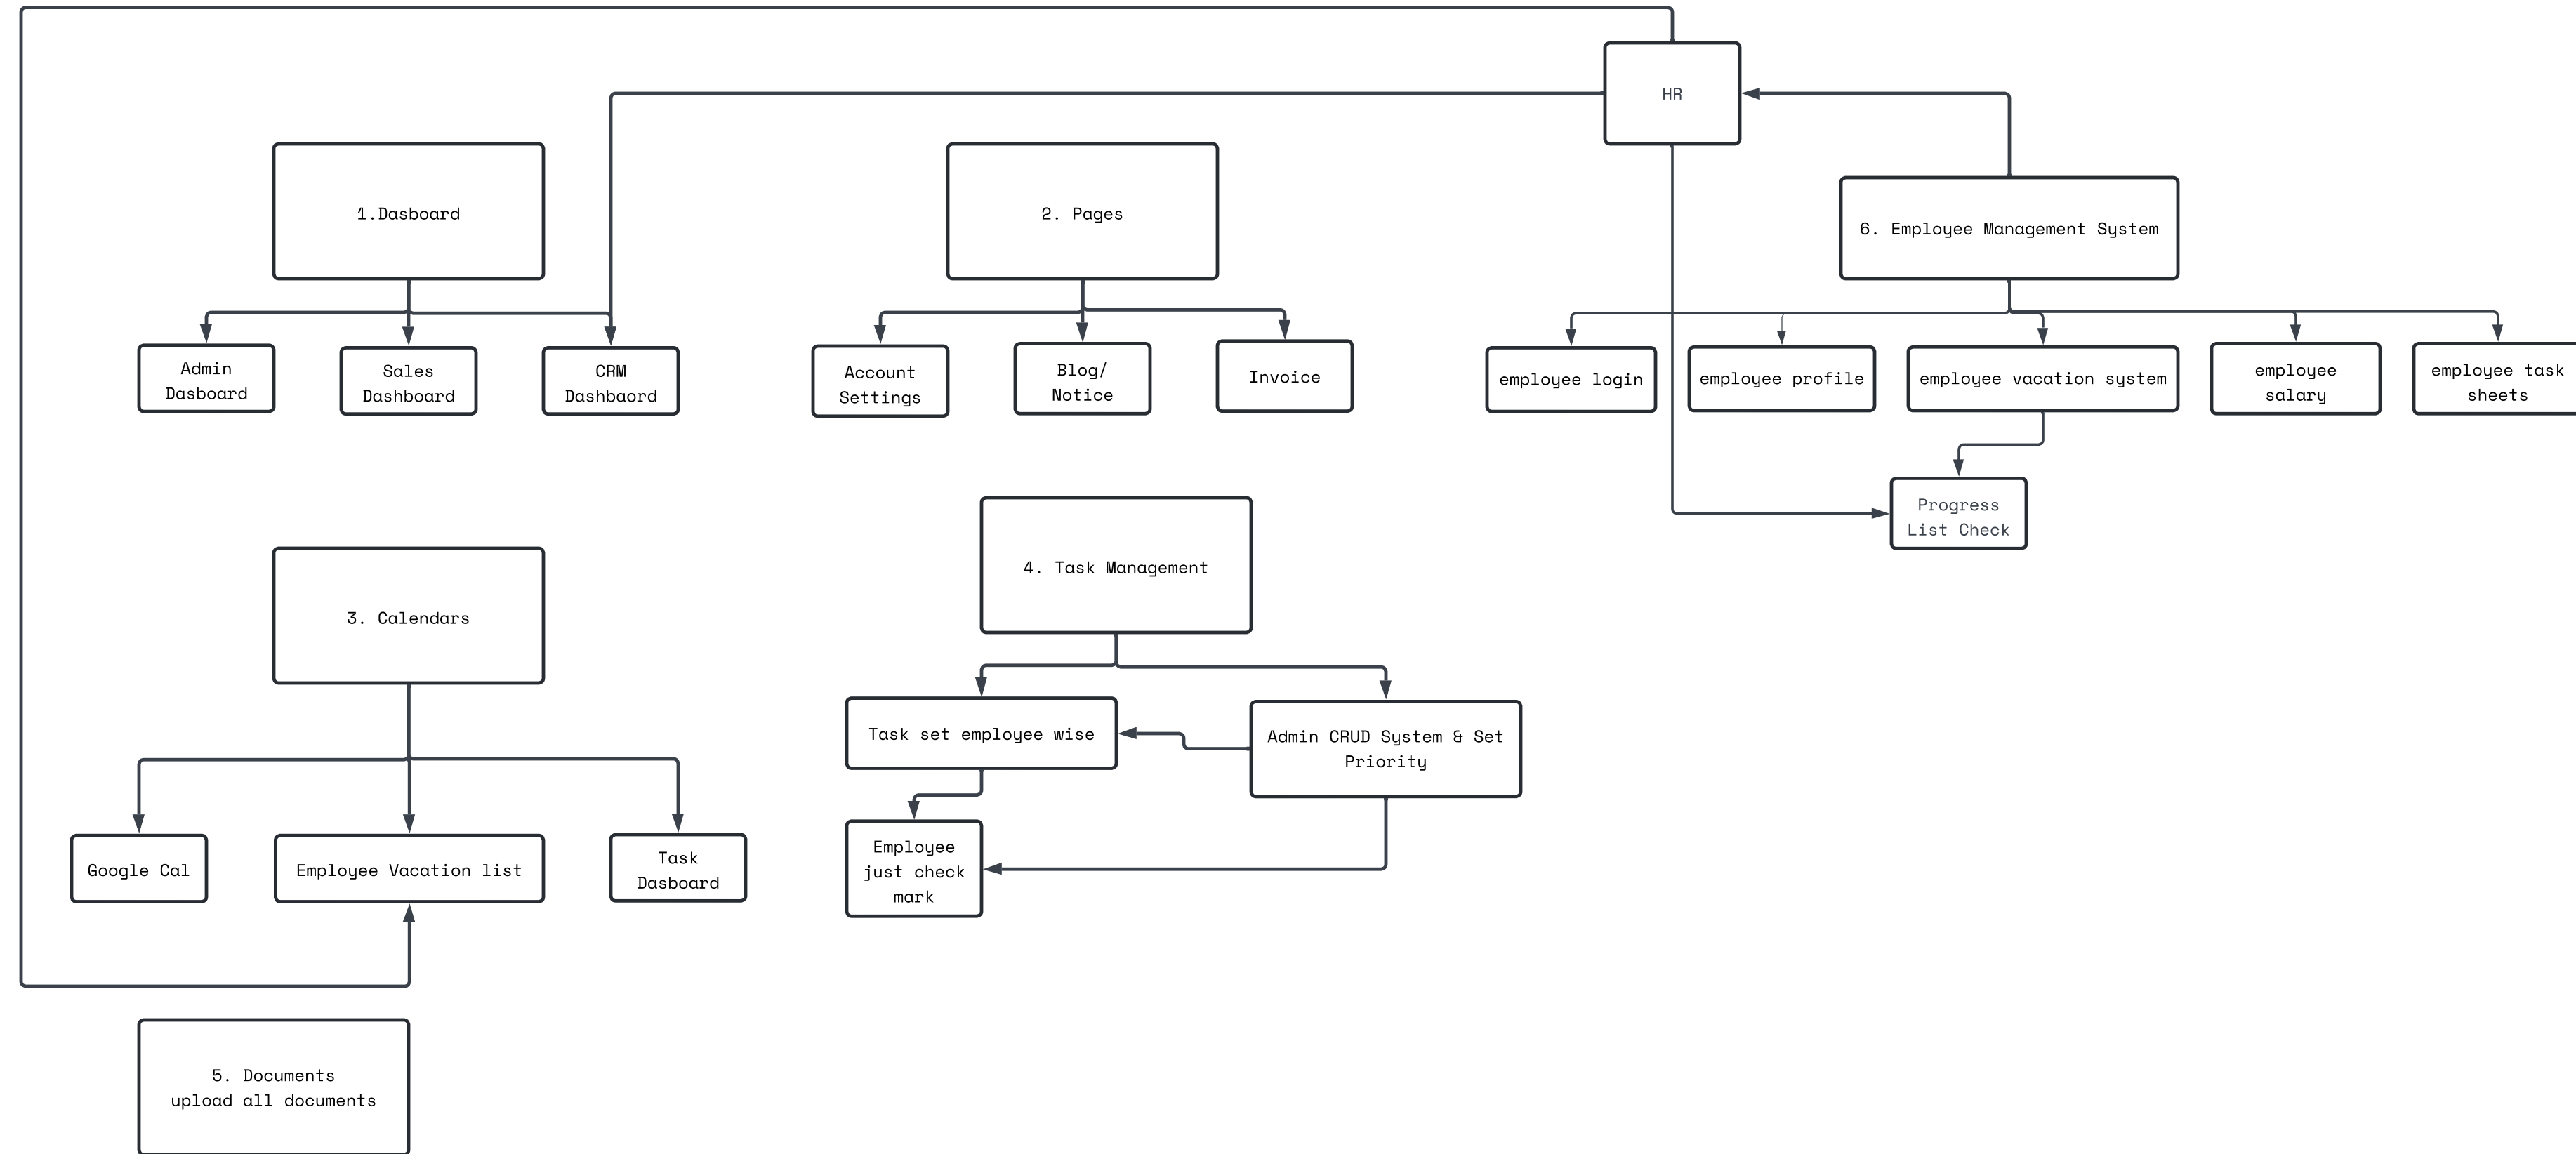 HR
1.Dasboard
2. Pages
6. Employee Management System
Admin
Dasboard
Sales
Dashboard
CRM
Dashbaord
Account
Settings
Blog/
Notice
Invoice
employee login
employee profile
employee vacation system
employee
salary
employee task
sheets
Progress
List Check
3. Calendars
4. Task Management
Task set employee wise
Admin CRUD System & Set
Priority
Google Cal
Employee Vacation list
Task
Dasboard
Employee
just check
mark
5. Documents
upload all documents